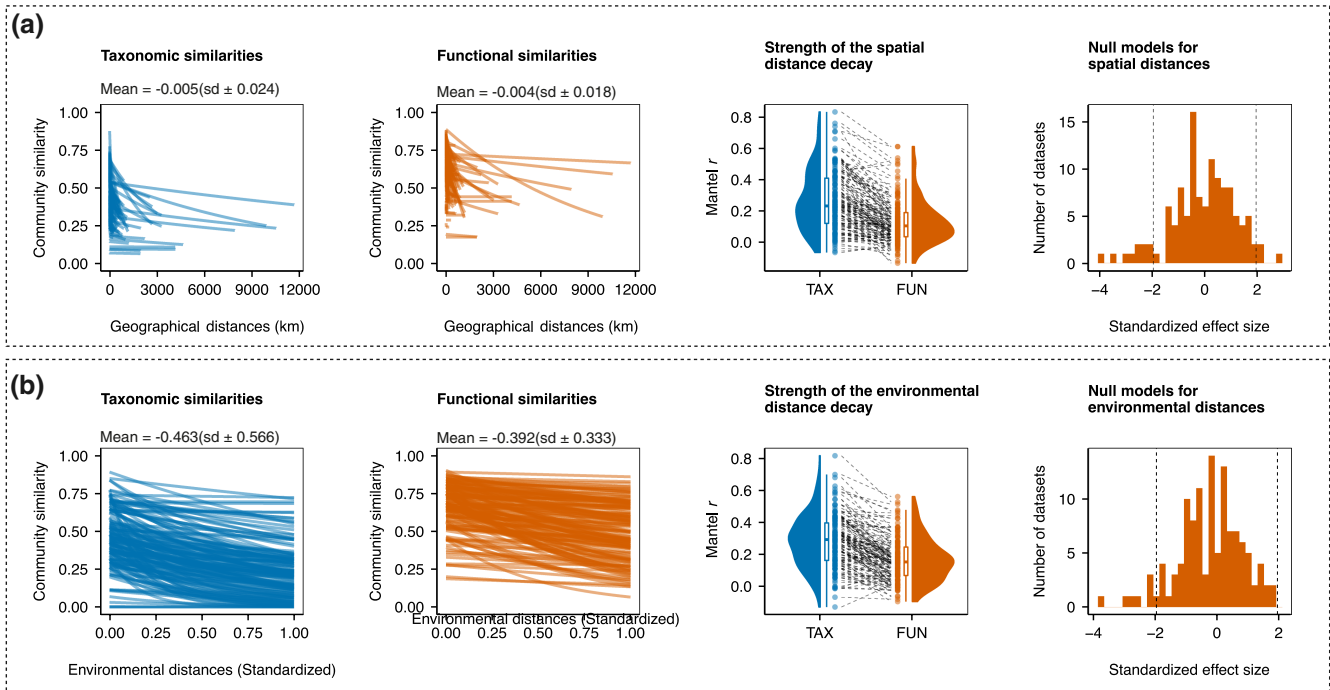 (a)
Taxonomic similarities
Mean = -0.005(sd ± 0.024)
Community similarity
1.00
0.75
0.50
0.25
0.00
0 3000 6000 9000 12000
Geographical distances (km)
Functional similarities
Mean = -0.004(sd ± 0.018)
Community similarity
1.00
0.75
0.50
0.25
0.00
0 3000 6000 9000 12000
Geographical distances (km)
Strength of the spatial
distance decay
Mantel r
0.8
0.6
0.4
0.2
0.0
TAX FUN
Null models for
spatial distances
Number of datasets
15
10
5
0
−4 −2 0 2
Standardized effect size
(b)
Taxonomic similarities
Mean = -0.463(sd ± 0.566)
Community similarity
1.00
0.75
0.50
0.25
0.00
0.00 0.25 0.50 0.75 1.00
Environmental distances (Standardized)
Functional similarities
Mean = -0.392(sd ± 0.333)
Community similarity
1.00
0.75
0.50
0.25
0.00
Environmental distances (Standardized)
0.00 0.25 0.50 0.75 1.00
Strength of the environmental
distance decay
Mantel r
0.8
0.6
0.4
0.2
0.0
TAX FUN
Null models for
environmental distances
Number of datasets
10
5
0
−4 −2 0 2
Standardized effect size